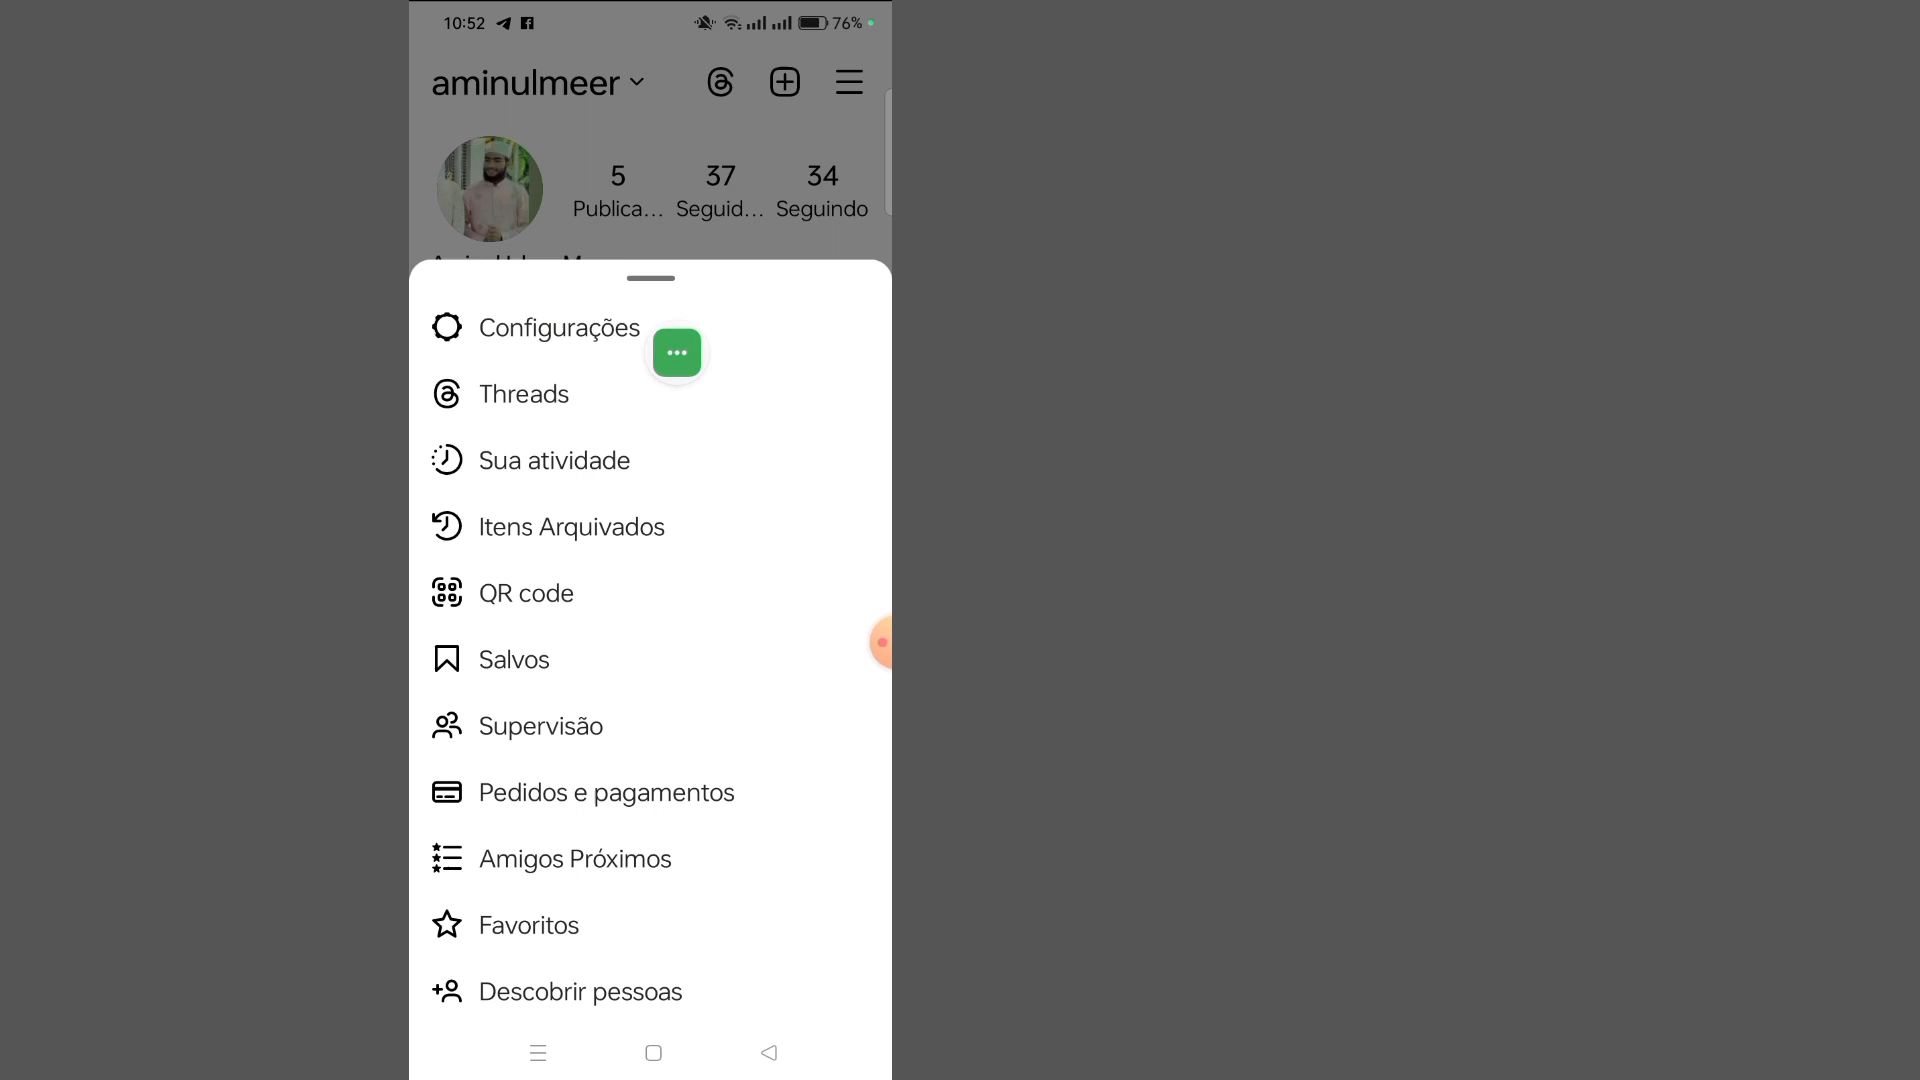 10:52 76%
aminulmeer
5 37 34
Publica... Seguid... Seguindo
Configurações
Threads
Sua atividade
Itens Arquivados
QR code
Salvos
Supervisão
Pedidos e pagamentos
Amigos Próximos
Favoritos
Descobrir pessoas